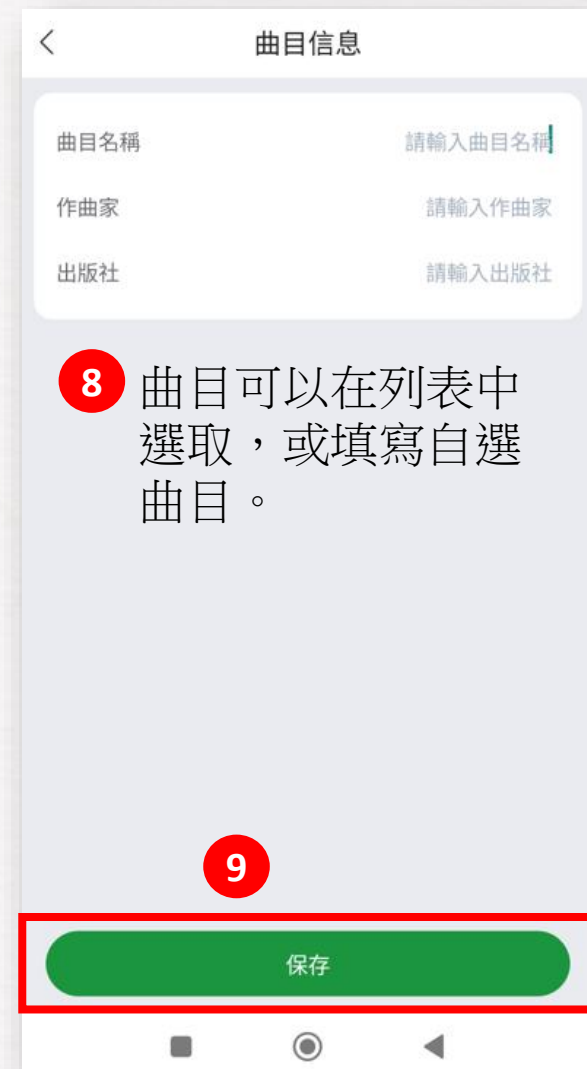 曲目信息
曲目名稱 請輸入曲目名稱
作曲家 請輸入作曲家
出版社 請輸入出版社
8 曲目可以在列表中
選取，或填寫自選
曲目。
9
保存